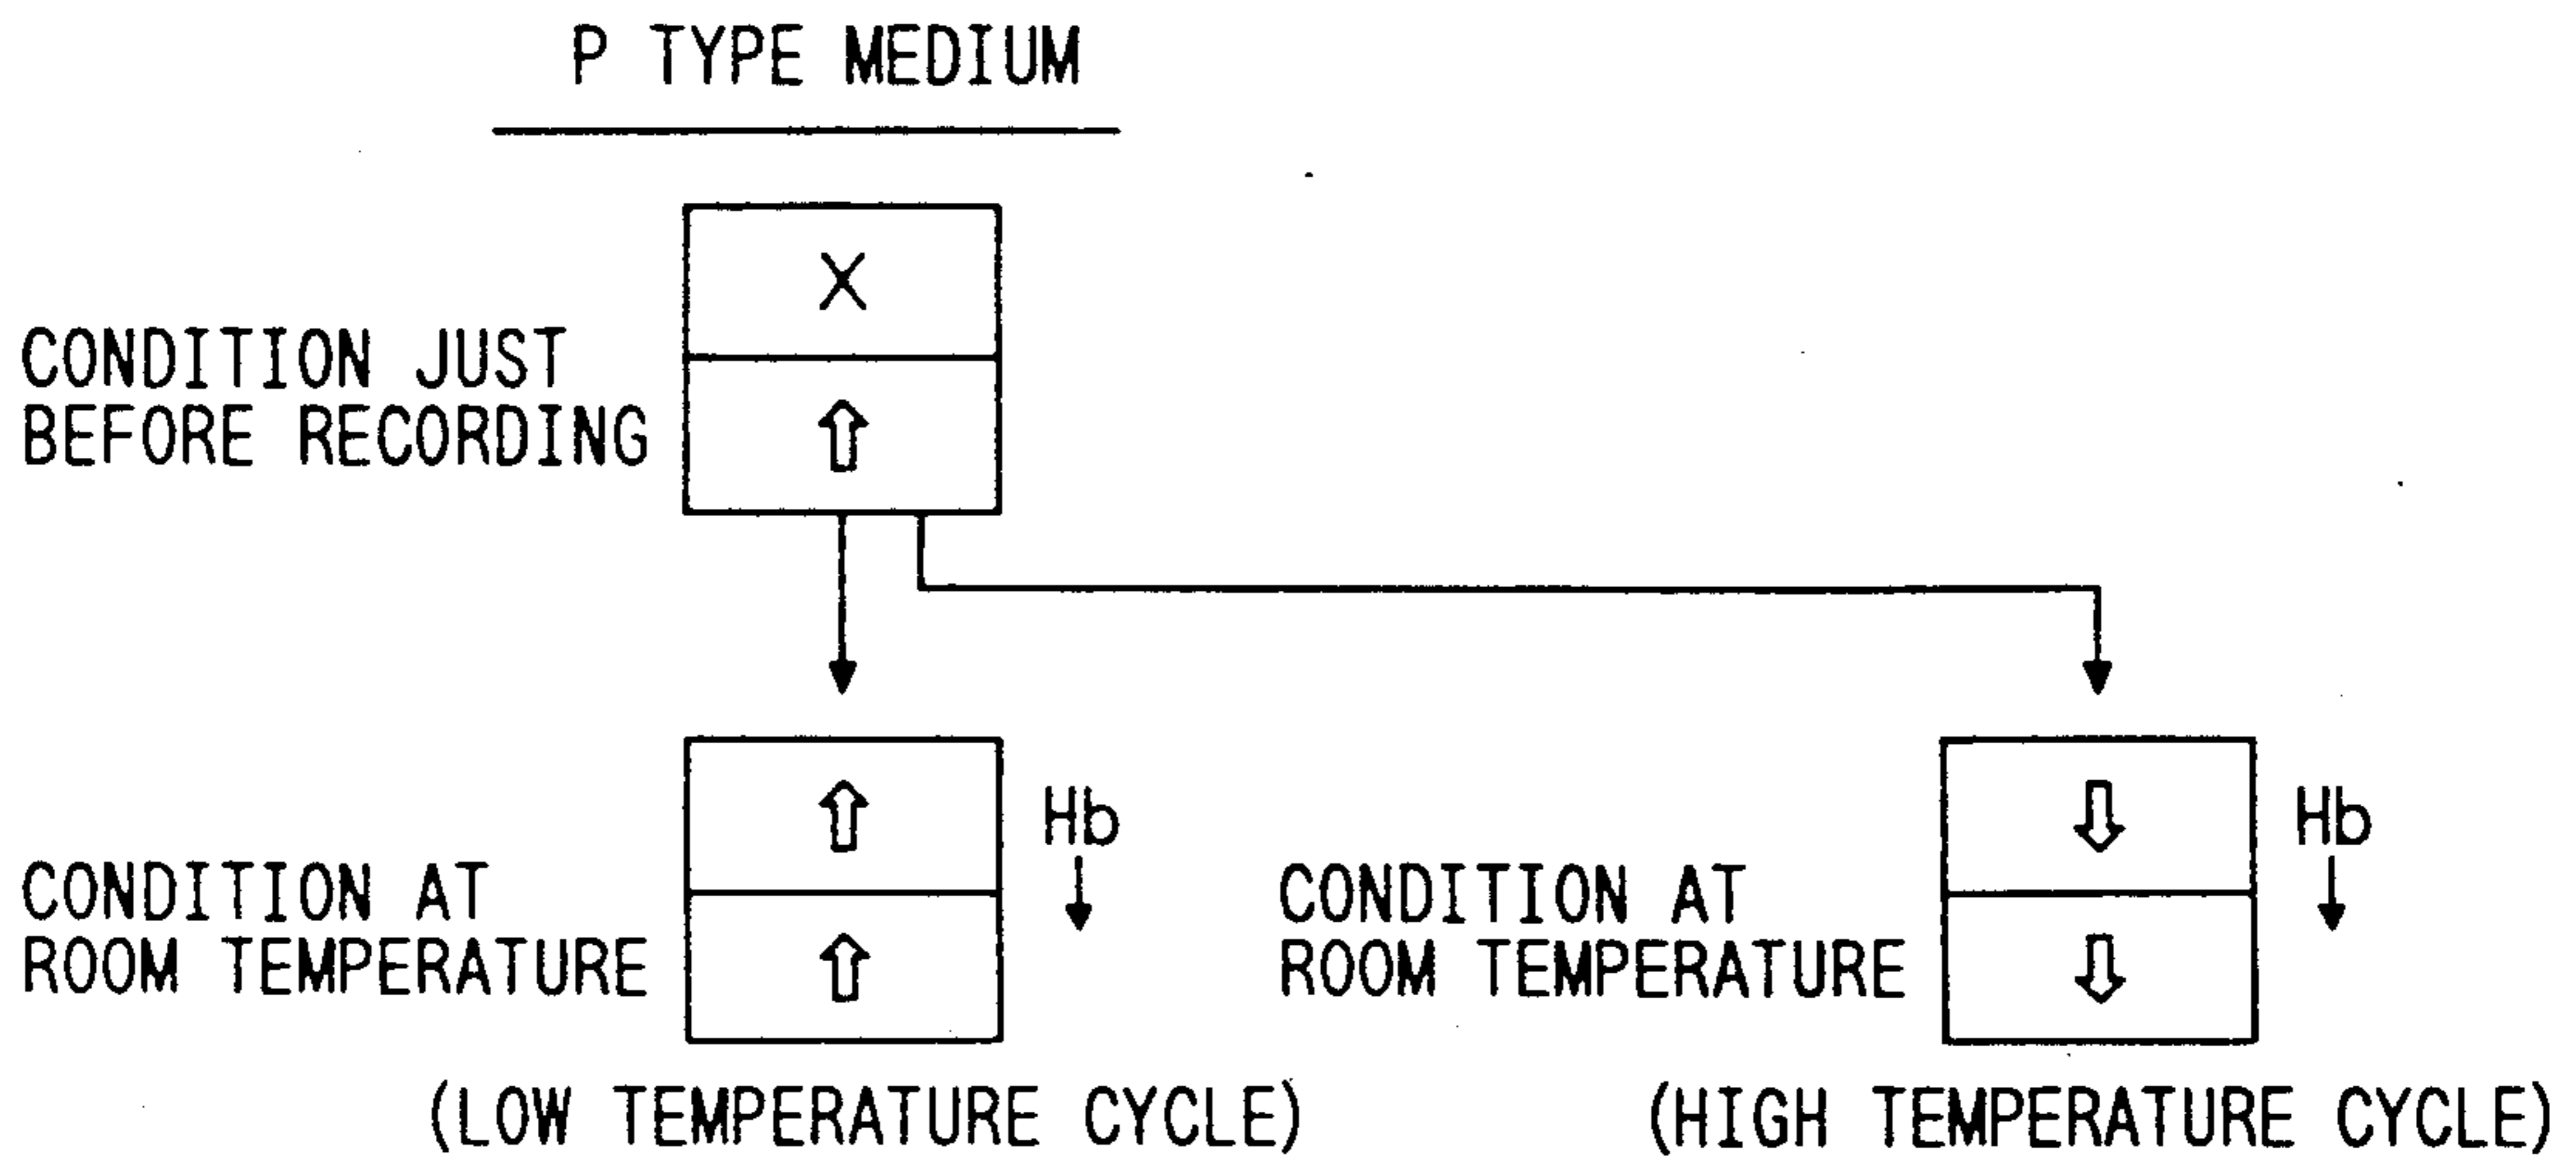 P TYPE MEDIUM
X
CONDITION JUST
BEFORE RECORDING
Hb
CONDITION AT
ROOM TEMPERATURE
(LOW TEMPERATURE CYCLE)
Hb
CONDITION AT
ROOM TEMPERATURE
(HIGH TEMPERATURE CYCLE)